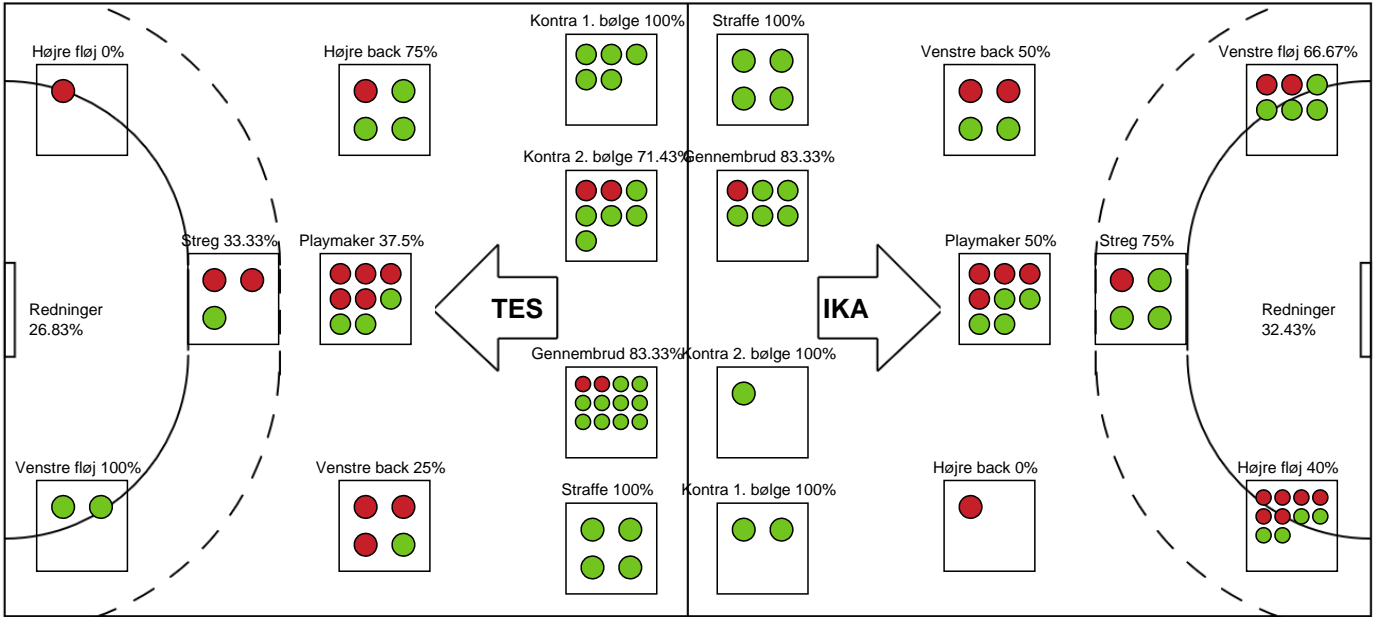 Kontra 1. bølge 100%
Straffe 100%
Højre fløj 0%
Højre back 75%
Venstre back 50%
Venstre fløj 66.67%
Kontra 2. bølge 71.43%
Gennembrud 83.33%
Streg 33.33%
Playmaker 37.5%
Playmaker 50%
Streg 75%
Redninger
26.83%
TES
IKA
Redninger
32.43%
Gennembrud 83.33%
Kontra 2. bølge 100%
Venstre fløj 100%
Venstre back 25%
Straffe 100%
Kontra 1. bølge 100%
Højre back 0%
Højre fløj 40%